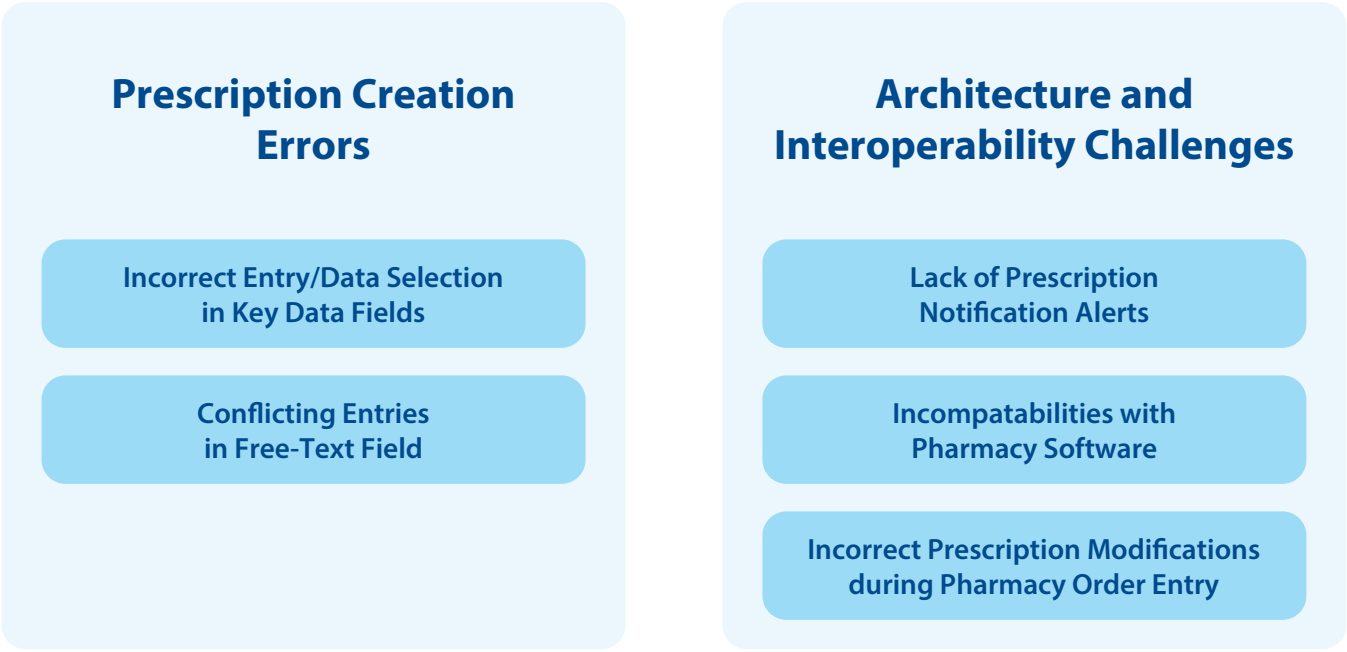 Prescription Creation
Errors
Incorrect Entry/Data Selection
in Key Data Fields
Conflicting Entries
in Free-Text Field
Architecture and
Interoperability Challenges
Lack of Prescription
Notification Alerts
Incompatabilities with
Pharmacy Software
Incorrect Prescription Modifications
during Pharmacy Order Entry